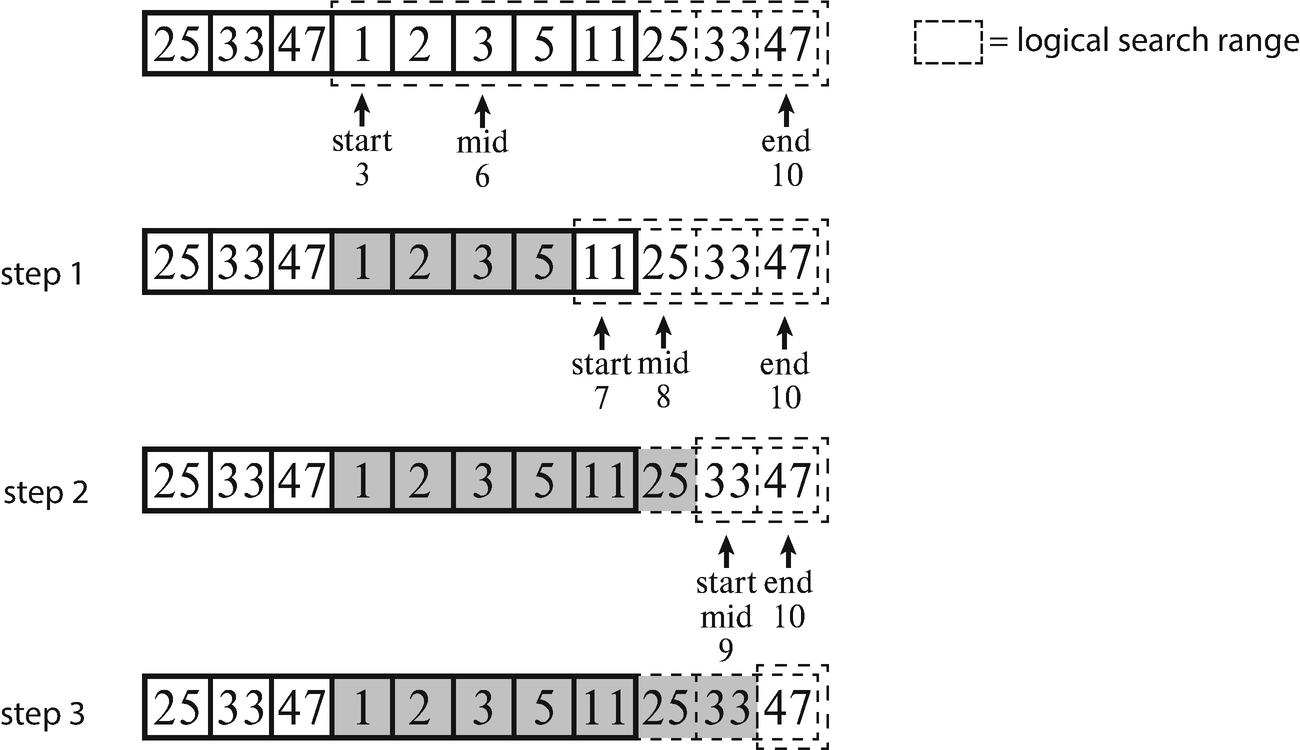 25 33 47 1 2 3 5 11 25 33 47 = logical search range
start mid end
3 6 10
step 1 25 33 47 1 2 3 5 11 25 33 47
start mid end
7 8 10
step 2 25 33 47 1 2 3 5 11 25 33 47
start end
mid 10
9
step 3 25 33 47 1 2 3 5 11 25 33 47